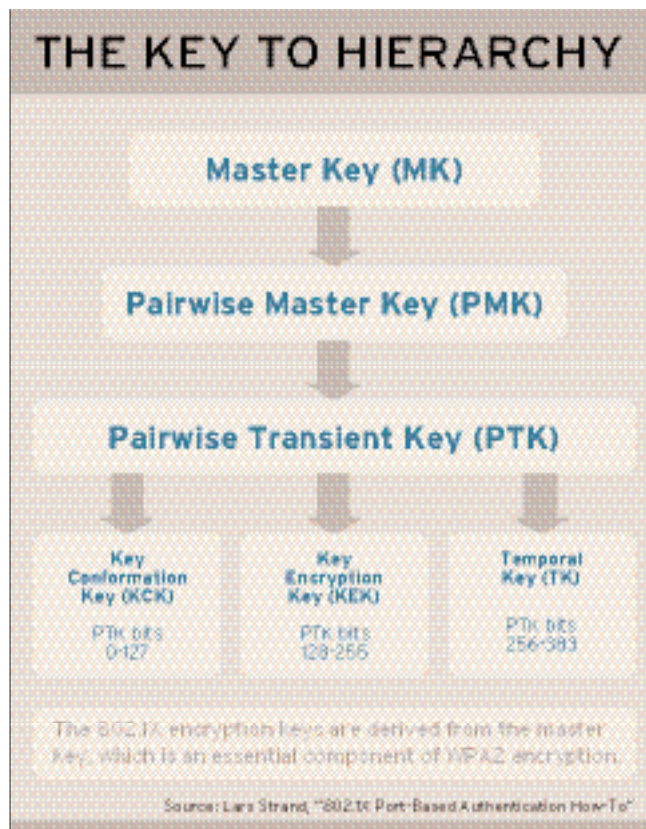 THE KEY TO HIERARCHY
Master Key (MK)
Pairwise Master Key (PMK)
Pairwise Transient Key (PTK)
Key
Conformation
Key (KCK)
PTK bits
0-127
Key
Encryption
Key (KEK)
PTK bits
128-255
Temporal
Key (TK)
PTK bits
256-383
The 802.1X encryption keys are derived from the master
key, which is an essential component of WPA2 encryption.
Source: Lars Strand, "802.1X Port-Based Authentication How-To"